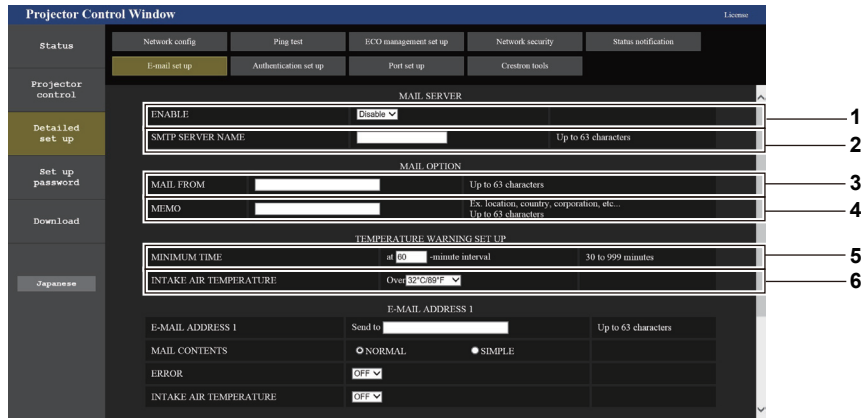 Projector Control Window License
Status Network config Ping test ECO management set up Network security Status notification
E-mail set up Authentication set up Port set up Crestron tools
Projector
control
Detailed
set up
Set up
password
Download
Japanese
MAIL SERVER
ENABLE Disable 1
SMTP SERVER NAME Up to 63 characters 2
MAIL OPTION
MAIL FROM Up to 63 characters 3
MEMO Ex. location, country, corporation, etc...
Up to 63 characters 4
TEMPERATURE WARNING SET UP
MINIMUM TIME at 60 -minute interval 30 to 999 minutes 5
INTAKE AIR TEMPERATURE Over 32°C/89°F 6
E-MAIL ADDRESS 1
E-MAIL ADDRESS 1 Send to Up to 63 characters
MAIL CONTENTS NORMAL SIMPLE
ERROR OFF
INTAKE AIR TEMPERATURE OFF